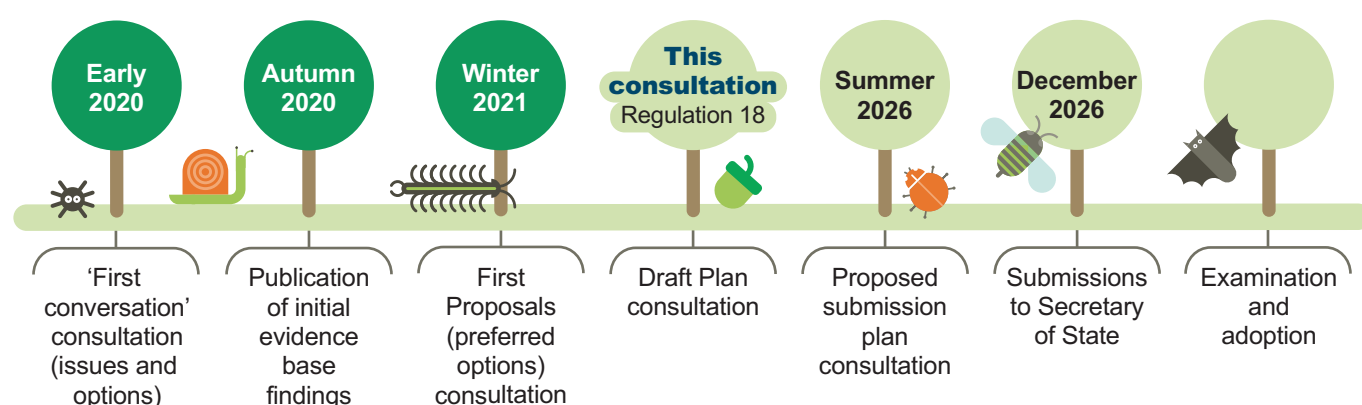 Early
2020
Autumn
2020
Winter
2021
This
consultation
Regulation 18
Summer
2026
December
2026
‘First
conversation’
consultation
(issues and
options)
Publication
of initial
evidence
base
findings
First
Proposals
(preferred
options)
consultation
Draft Plan
consultation
Proposed
submission
plan
consultation
Submissions
to Secretary
of State
Examination
and
adoption